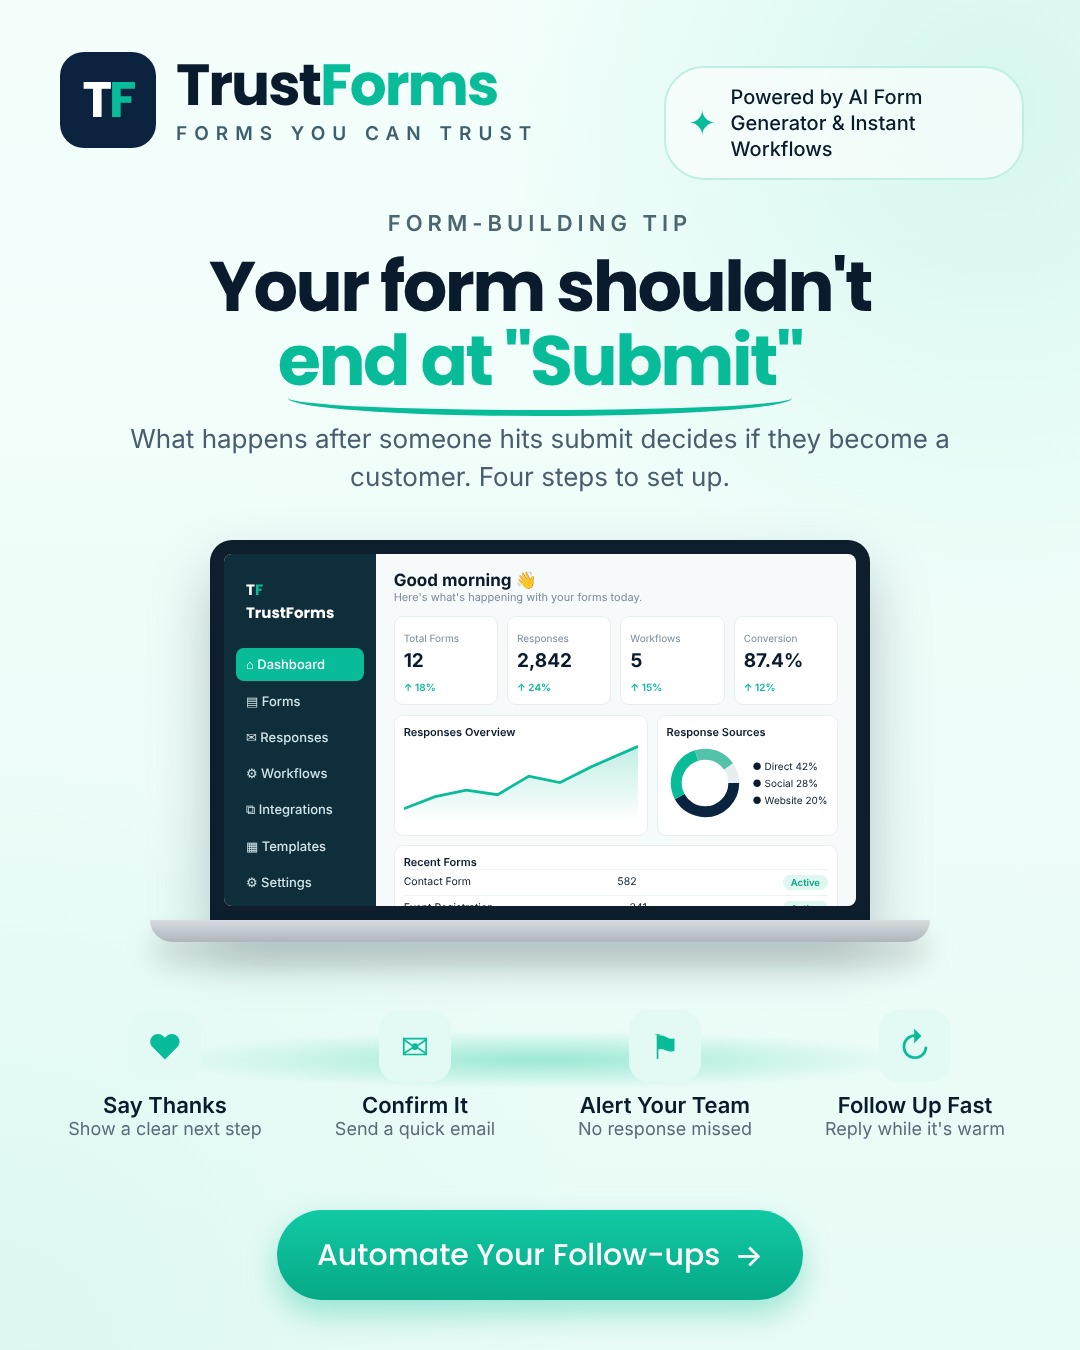 TF
TrustForms
FORMS YOU CAN TRUST
Powered by AI Form
Generator & Instant
Workflows
FORM-BUILDING TIP
Your form shouldn't
end at "Submit"
What happens after someone hits submit decides if they become a
customer. Four steps to set up.
TF
TrustForms
Dashboard
Forms
Responses
Workflows
Integrations
Templates
Settings
Good morning 👋
Here's what's happening with your forms today.
Total Forms
12
↑ 18%
Responses
2,842
↑ 24%
Workflows
5
↑ 15%
Conversion
87.4%
↑ 12%
Responses Overview
Response Sources
Direct 42%
Social 28%
Website 20%
Recent Forms
Contact Form 582 Active
Say Thanks
Show a clear next step
Confirm It
Send a quick email
Alert Your Team
No response missed
Follow Up Fast
Reply while it's warm
Automate Your Follow-ups →